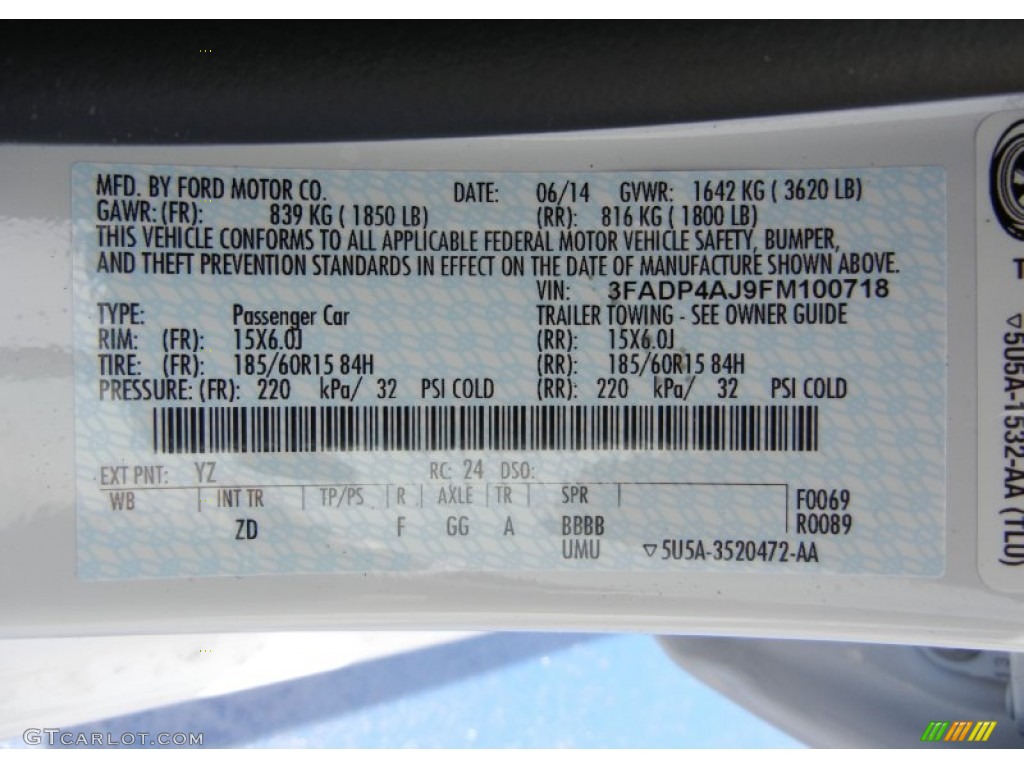 MFD. BY FORD MOTOR CO. DATE: 06/14 GVWR: 1642 KG ( 3620 LB)
GAWR: (FR): 839 KG ( 1850 LB) (RR): 816 KG ( 1800 LB)
THIS VEHICLE CONFORMS TO ALL APPLICABLE FEDERAL MOTOR VEHICLE SAFETY, BUMPER,
AND THEFT PREVENTION STANDARDS IN EFFECT ON THE DATE OF MANUFACTURE SHOWN ABOVE.
VIN: 3FADP4AJ9FM100718
TYPE: Passenger Car TRAILER TOWING - SEE OWNER GUIDE
RIM: (FR): 15X6.0J (RR): 15X6.0J
TIRE: (FR): 185/60R15 84H (RR): 185/60R15 84H
PRESSURE: (FR): 220 kPa/ 32 PSI COLD (RR): 220 kPa/ 32 PSI COLD
EXT PNT: YZ RC: 24 DSO:
WB INT TR TP/PS R AXLE TR SPR F0069
ZD F GG A BBBB R0089
UMU ▽5U5A-3520472-AA
T
▽5U5A-1532-AA (TLU)
GTCARLOT.COM